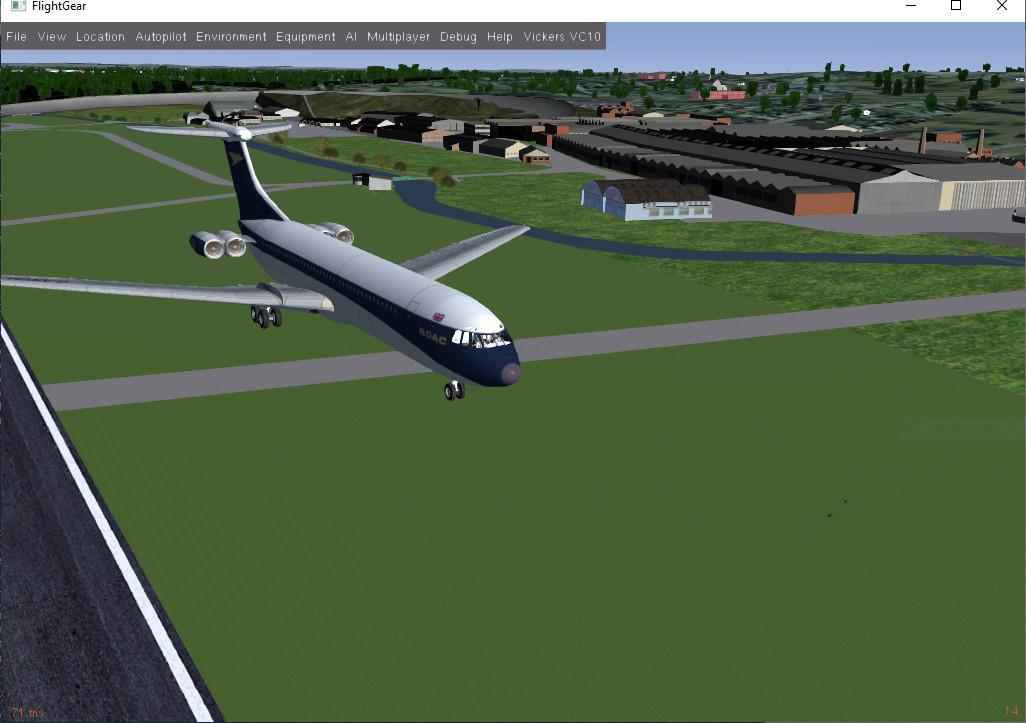 FlightGear
File View Location Autopilot Environment Equipment AI Multiplayer Debug Help Vickers VC10
BOAC
71 ms
14